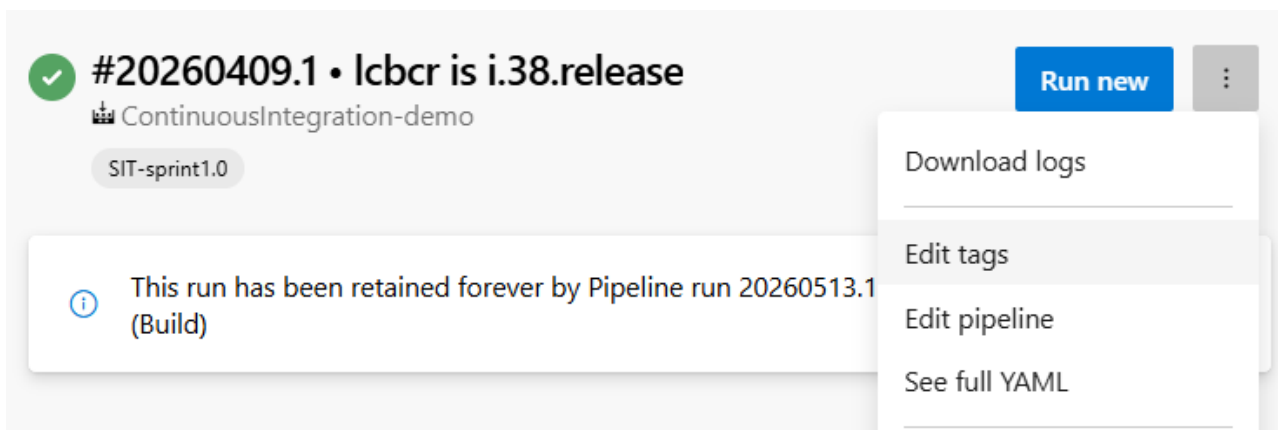 #20260409.1 • lcbcr is i.38.release
ContinuousIntegration-demo
SIT-sprint1.0
Run new
Download logs
Edit tags
Edit pipeline
See full YAML
This run has been retained forever by Pipeline run 20260513.1
(Build)